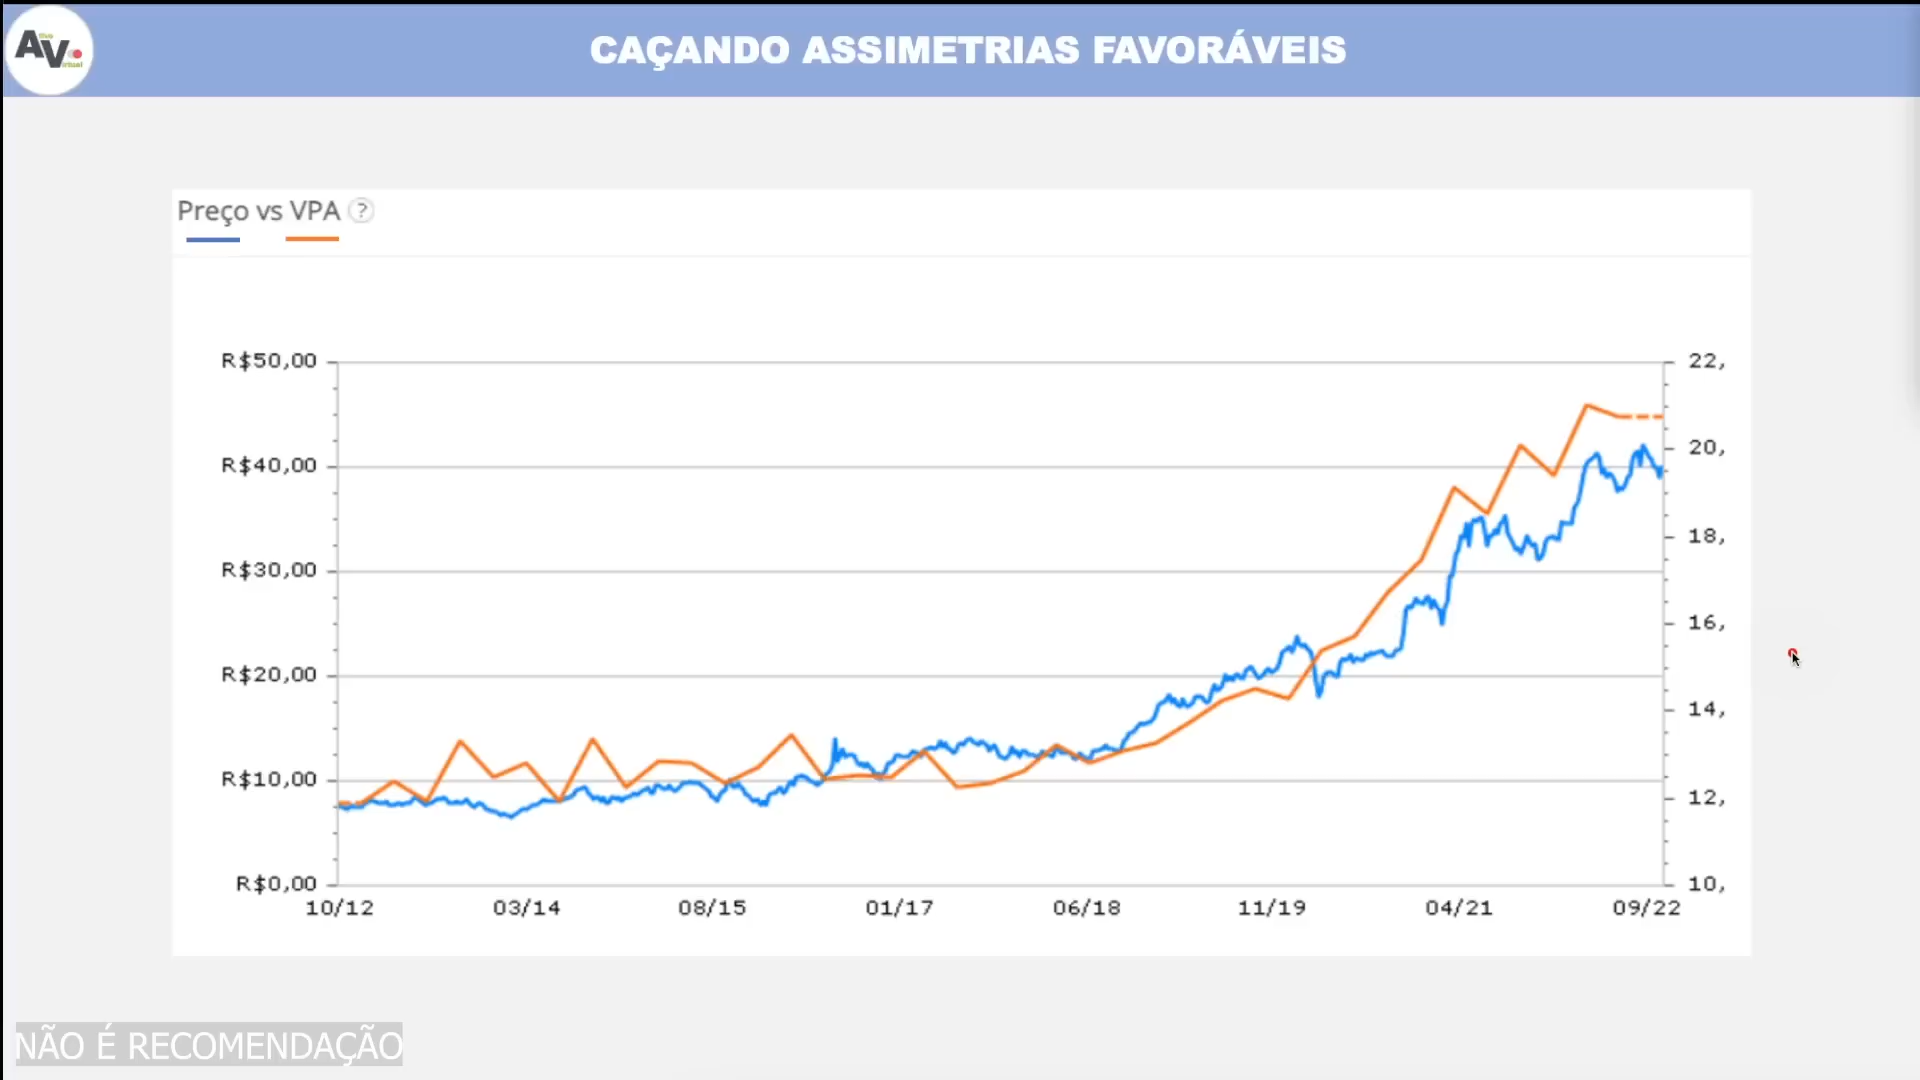 AV.
CAÇANDO ASSIMETRIAS FAVORÁVEIS
Preço vs VPA ?
R$50,00
R$40,00
R$30,00
R$20,00
R$10,00
R$0,00
22,
20,
18,
16,
14,
12,
10,
10/12 03/14 08/15 01/17 06/18 11/19 04/21 09/22
NÃO É RECOMENDAÇÃO